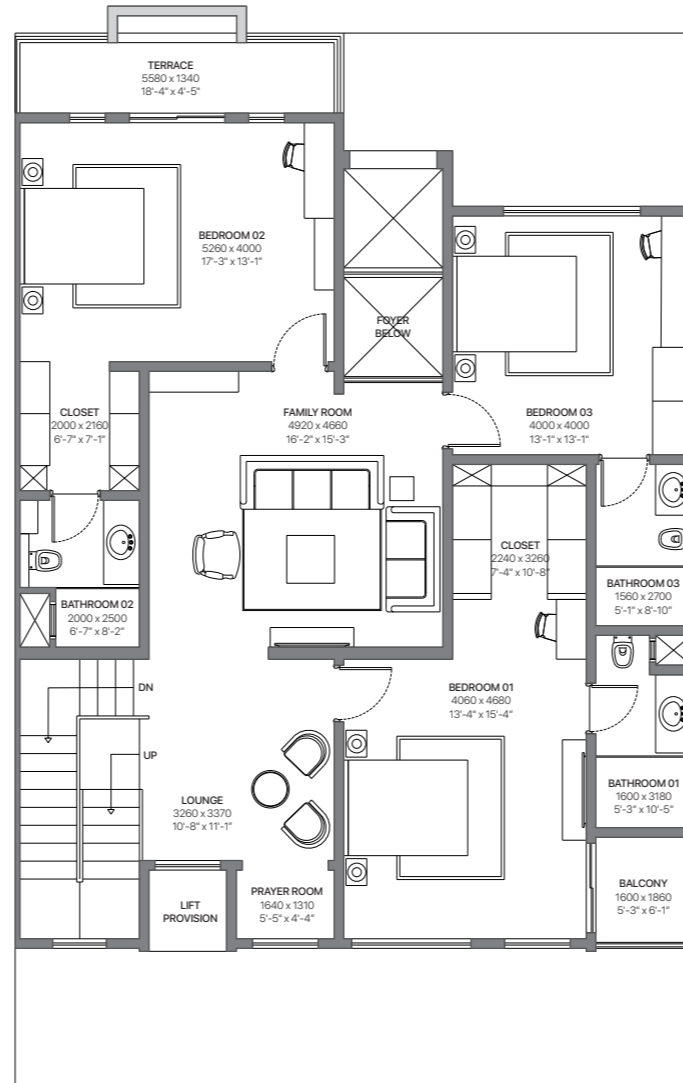 TERRACE
5580 x 1340
18'-4" x 4'-5"
BEDROOM 02
5260 x 4000
17'-3" x 13'-1"
FOYER
BELOW
CLOSET
2000 x 2160
6'-7" x 7'-1"
FAMILY ROOM
4920 x 4660
16'-2" x 15'-3"
BEDROOM 03
4000 x 4000
13'-1" x 13'-1"
CLOSET
2240 x 3260
7'-4" x 10'-8"
BATHROOM 03
1560 x 2700
5'-1" x 8'-10"
BATHROOM 02
2000 x 2500
6'-7" x 8'-2"
DN
UP
BEDROOM 01
4060 x 4680
13'-4" x 15'-4"
LOUNGE
3260 x 3370
10'-8" x 11'-1"
BATHROOM 01
1600 x 3180
5'-3" x 10'-5"
LIFT
PROVISION
PRAYER ROOM
1640 x 1310
5'-5" x 4'-4"
BALCONY
1600 x 1860
5'-3" x 6'-1"